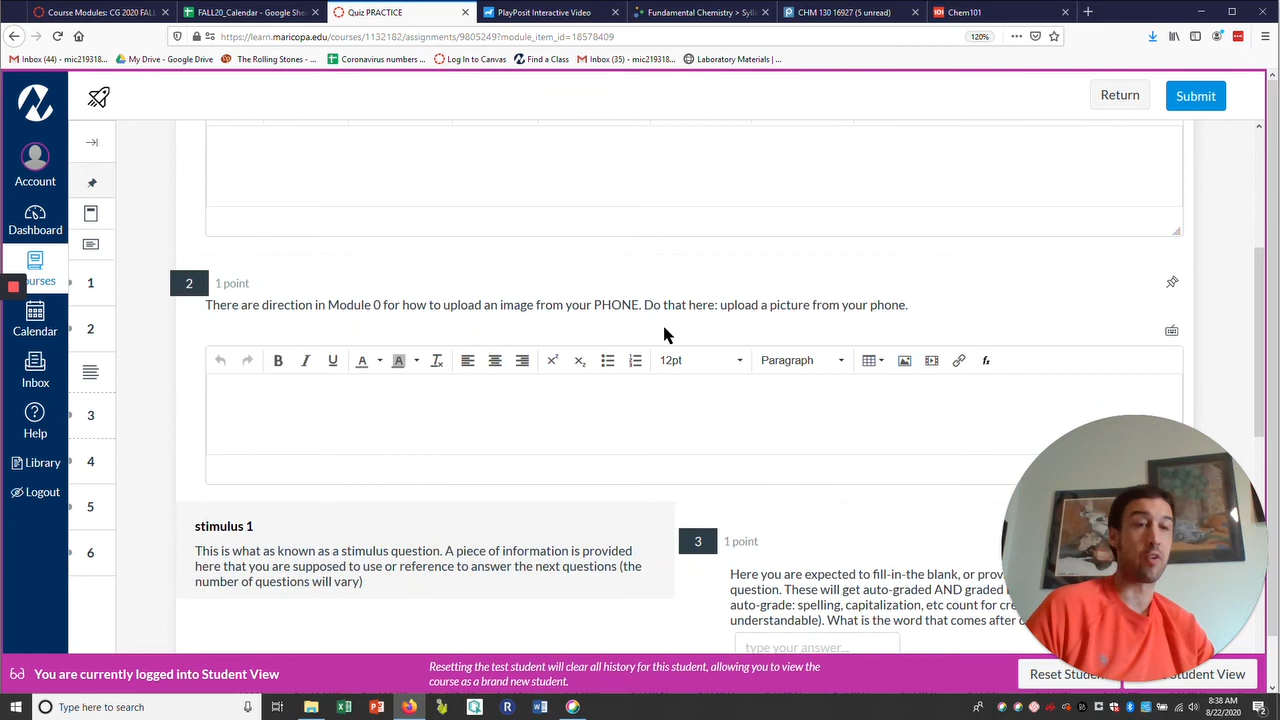 Course Modules: CG 2020 FALL
FALL20_Calendar - Google She
Quiz PRACTICE
PlayPosit Interactive Video
Fundamental Chemistry > Sylla
CHM 130 16927 (5 unread)
Chem101
https://learn.maricopa.edu/courses/1132182/assignments/9805249?module_item_id=18578409
120%
Inbox (44) — mic219318...
My Drive - Google Drive
The Rolling Stones - ...
Coronavirus numbers ...
Log In to Canvas
Find a Class
Inbox (35) — mic219318...
Laboratory Materials |...
Return
Submit
Account
Dashboard
ourses
Calendar
Inbox
Help
Library
Logout
1
2
3
4
5
6
2
1 point
There are direction in Module 0 for how to upload an image from your PHONE. Do that here: upload a picture from your phone.
12pt
Paragraph
stimulus 1
This is what as known as a stimulus question. A piece of information is provided
here that you are supposed to use or reference to answer the next questions (the
number of questions will vary)
3
1 point
Here you are expected to fill-in-the blank, or prov
question. These will get auto-graded AND graded
auto-grade: spelling, capitalization, etc count for
understandable). What is the word that comes after
type your answer...
You are currently logged into Student View
Resetting the test student will clear all history for this student, allowing you to view the
course as a brand new student.
Reset Stude
Student View
Type here to search
8:38 AM
8/22/2020